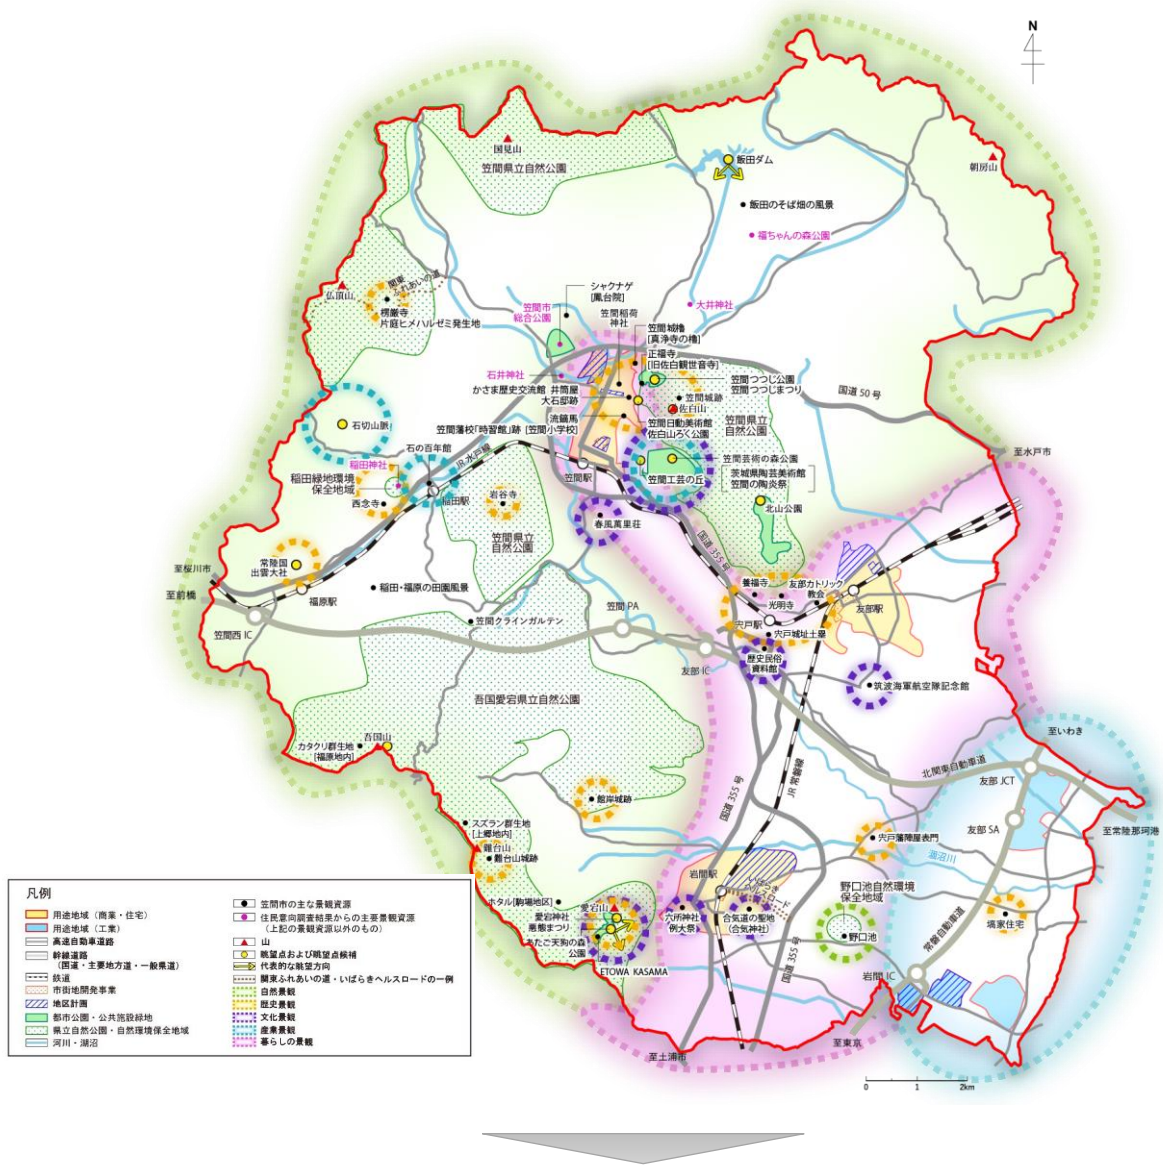 N
国見山
笠間県立自然公園
飯田ダム
朝房山
飯田のそば畑の風景
福ちゃんの森公園
関東
ふれあいの道
仏頂山
楞厳寺
片庭ヒメハルゼミ発生地
シャクナゲ
[鳳台院]
笠間市
総合公園
笠間稲荷
神社
大井神社
笠間城櫓
[真浄寺の櫓]
正福寺
[旧佐白観世音寺]
石井神社
かさま歴史交流館 井筒屋
大石邸跡
笠間つつじ公園
笠間つつじまつり
笠間城跡
佐白山
国道 50 号
流鏑馬
笠間藩校「時習館」跡 [笠間小学校]
笠間日動美術館
佐白山ろく公園
笠間県立
自然公園
石切山脈
石の百年館
JR 水戸線
稲田神社
稲田緑地環境
保全地域
稲田駅
西念寺
岩谷寺
笠間駅
笠間工芸の丘
笠間芸術の森公園
茨城県陶芸美術館
笠間の陶炎祭
至水戸市
北山公園
春風萬里荘
笠間県立
自然公園
国道 355 号
常陸国
出雲大社
至桜川市
至前橋
福原駅
稲田・福原の田園風景
養福寺
友部カトリック
教会
光明寺
友部駅
宍戸駅
宍戸城址土塁
笠間西 IC
笠間クラインガルテン
笠間 PA
友部 IC
歴史民俗
資料館
筑波海軍航空隊記念館
吾国愛宕県立自然公園
吾国山
カタクリ群生地
[福原地内]
至いわき
北関東自動車道
友部 JCT
JR 常磐線
国道 355 号
館岸城跡
スズラン群生地
[上郷地内]
難台山
難台山城跡
宍戸藩陣屋表門
友部 SA
至常陸那珂港
涸沼川
岩間駅
野口池自然環境
保全地域
ホタル[駒場地区]
愛宕山
愛宕神社
悪態まつり
あたご天狗の森
公園
ETOWA KASAMA
六所神社
例大祭
合気道の聖地
(合気神社)
国道 355 号
野口池
塙家住宅
常磐自動車道
岩間 IC
至土浦市
至東京
0 1 2km
凡例
用途地域（商業・住宅）
用途地域（工業）
高速自動車道路
幹線道路
（国道・主要地方道・一般県道）
鉄道
市街地開発事業
地区計画
都市公園・公共施設緑地
県立自然公園・自然環境保全地域
河川・湖沼
笠間市の主な景観資源
住民意向調査結果からの主要景観資源
（上記の景観資源以外のもの）
山
眺望点および眺望点候補
代表的な眺望方向
関東ふれあいの道・いばらきヘルスロードの一例
自然景観
歴史景観
文化景観
産業景観
暮らしの景観